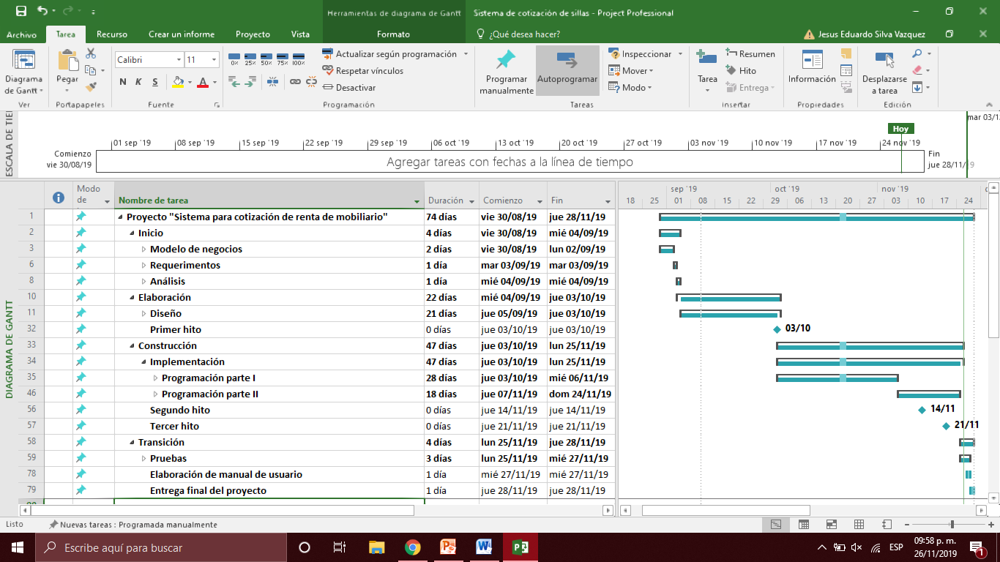 Herramientas de diagrama de Gantt
Sistema de cotización de sillas - Project Professional
Archivo Tarea Recurso Crear un informe Proyecto Vista Formato ¿Qué desea hacer? Jesus Eduardo Silva Vazquez
Diagrama de Gantt
Ver
Pegar
Portapapeles
Calibri 11
N K S A
Fuente
0% 25% 50% 75% 100%
Actualizar según programación
Respetar vínculos
Desactivar
Programación
Programar manualmente
Autoprogramar
Inspeccionar
Mover
Modo
Tareas
Tarea
Resumen
Hito
Entrega
Insertar
Información
Propiedades
Desplazarse a tarea
Edición
ESCALA DE TIE
mar 03/1
Hoy
01 sep '19 08 sep '19 15 sep '19 22 sep '19 29 sep '19 06 oct '19 13 oct '19 20 oct '19 27 oct '19 03 nov '19 10 nov '19 17 nov '19 24 nov '19
Comienzo
vie 30/08/19
Agregar tareas con fechas a la línea de tiempo
Fin
jue 28/11/19
DIAGRAMA DE GANTT
Modo de Nombre de tarea Duración Comienzo Fin
sep '19 oct '19 nov '19
18 25 01 08 15 22 29 06 13 20 27 03 10 17 24
1 Proyecto "Sistema para cotización de renta de mobiliario" 74 días vie 30/08/19 jue 28/11/19
2 Inicio 4 días vie 30/08/19 mié 04/09/19
3 Modelo de negocios 2 días vie 30/08/19 lun 02/09/19
6 Requerimentos 1 día mar 03/09/19 mar 03/09/19
8 Análisis 1 día mié 04/09/19 mié 04/09/19
10 Elaboración 22 días mié 04/09/19 jue 03/10/19
11 Diseño 21 días jue 05/09/19 jue 03/10/19
32 Primer hito 0 días jue 03/10/19 jue 03/10/19 03/10
33 Construcción 47 días jue 03/10/19 lun 25/11/19
34 Implementación 47 días jue 03/10/19 lun 25/11/19
35 Programación parte I 28 días jue 03/10/19 mié 06/11/19
46 Programación parte II 18 días jue 07/11/19 dom 24/11/19
56 Segundo hito 0 días jue 14/11/19 jue 14/11/19 14/11
57 Tercer hito 0 días jue 21/11/19 jue 21/11/19 21/11
58 Transición 4 días lun 25/11/19 jue 28/11/19
59 Pruebas 3 días lun 25/11/19 mié 27/11/19
78 Elaboración de manual de usuario 1 día mié 27/11/19 mié 27/11/19
79 Entrega final del proyecto 1 día jue 28/11/19 jue 28/11/19
Listo Nuevas tareas : Programada manualmente
Escribe aquí para buscar
ESP
09:58 p. m.
26/11/2019
1